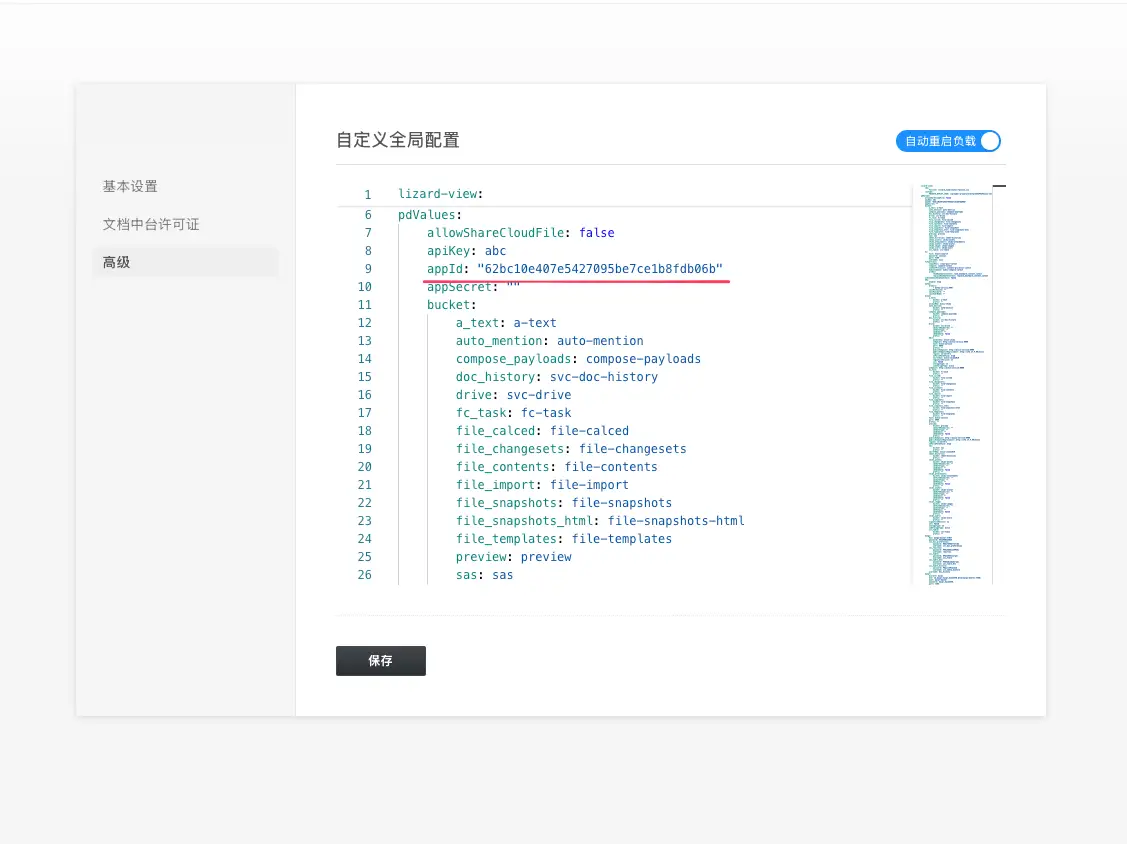 自定义全局配置
自动重启负载
基本设置
文档中台许可证
高级
1 lizard-view:
6 pdValues:
7 allowShareCloudFile: false
8 apiKey: abc
9 appId: "62bc10e407e5427095be7ce1b8fdb06b"
10 appSecret: ""
11 bucket:
12 a_text: a-text
13 auto_mention: auto-mention
14 compose_payloads: compose-payloads
15 doc_history: svc-doc-history
16 drive: svc-drive
17 fc_task: fc-task
18 file_calced: file-calced
19 file_changesets: file-changesets
20 file_contents: file-contents
21 file_import: file-import
22 file_snapshots: file-snapshots
23 file_snapshots_html: file-snapshots-html
24 file_templates: file-templates
25 preview: preview
26 sas: sas
保存